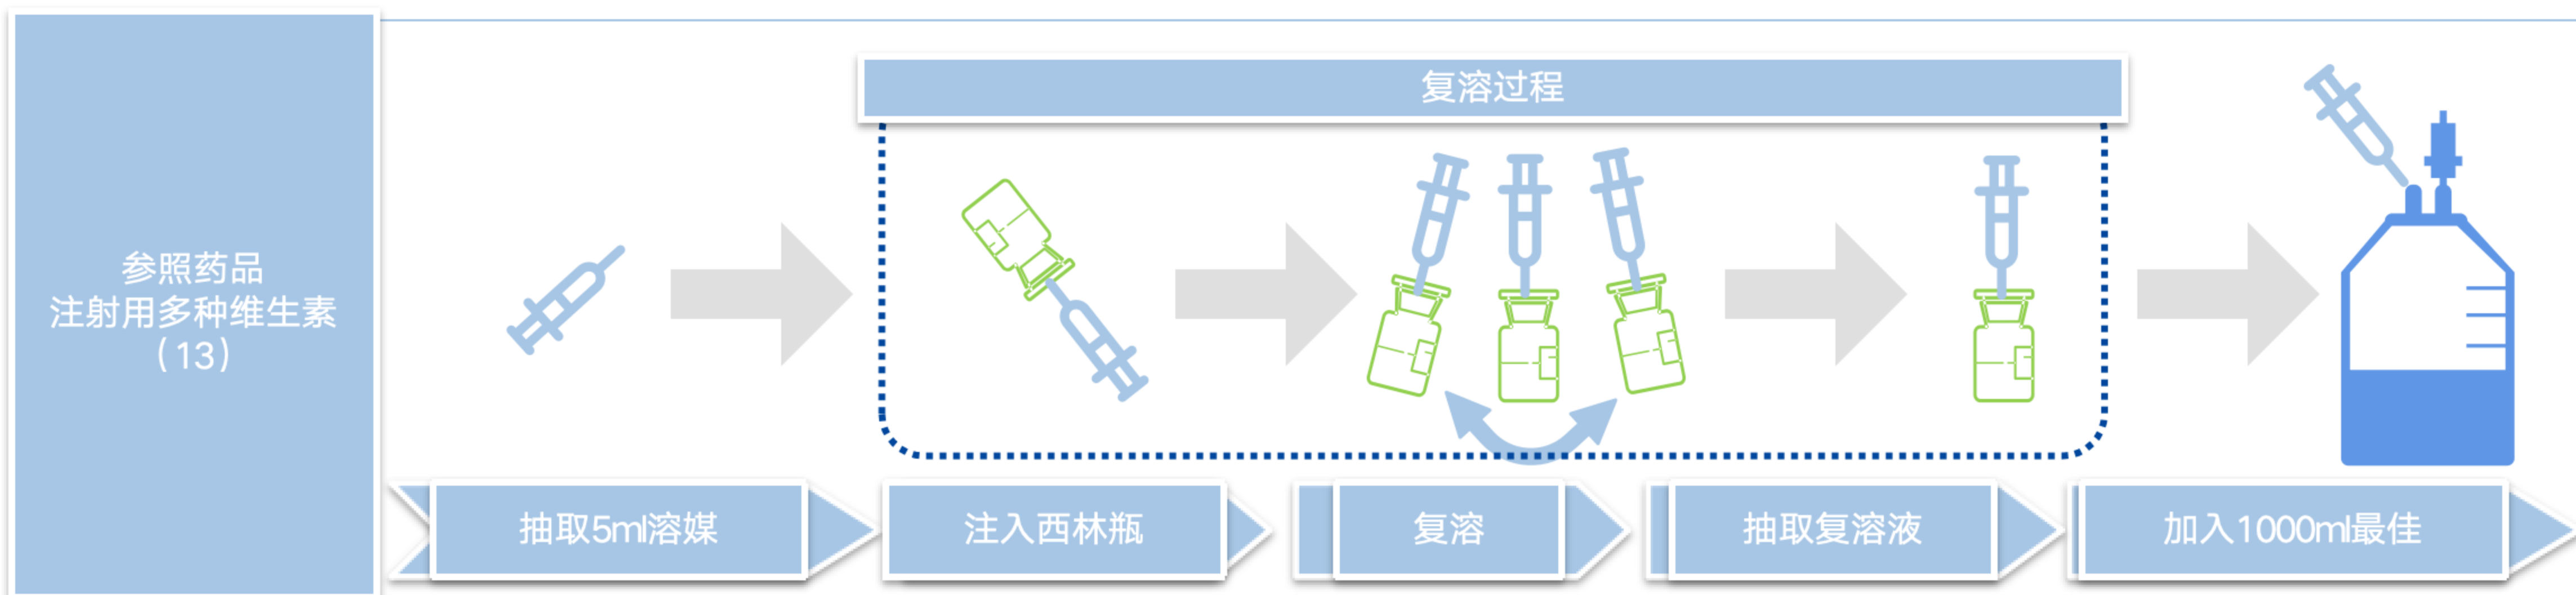 参照药品
注射用多种维生素
（13）
复溶过程
抽取5ml溶媒
注入西林瓶
复溶
抽取复溶液
加入1000ml最佳